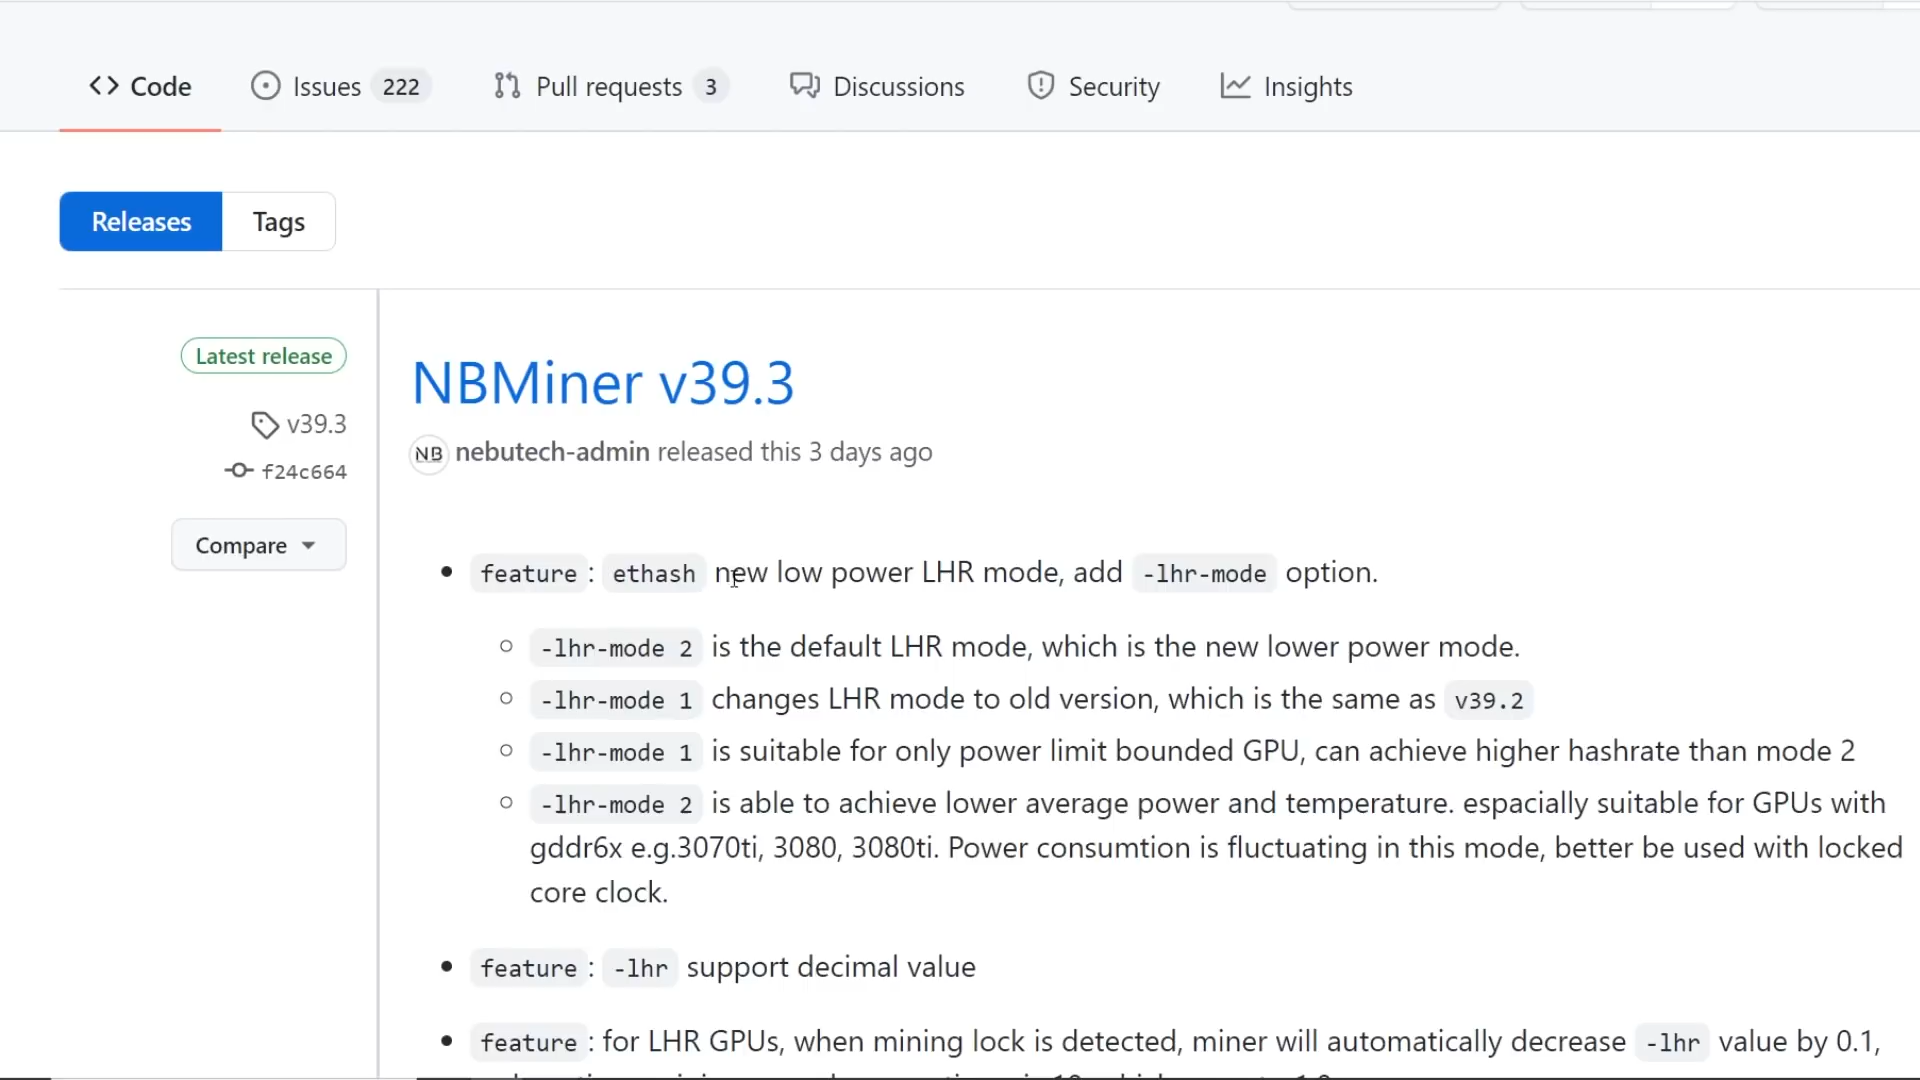 Code Issues 222 Pull requests 3 Discussions Security Insights
Releases Tags
Latest release
v39.3
f24c664
Compare
NBMiner v39.3
NB nebutech-admin released this 3 days ago
feature : ethash new low power LHR mode, add -lhr-mode option.
-lhr-mode 2 is the default LHR mode, which is the new lower power mode.
-lhr-mode 1 changes LHR mode to old version, which is the same as v39.2
-lhr-mode 1 is suitable for only power limit bounded GPU, can achieve higher hashrate than mode 2
-lhr-mode 2 is able to achieve lower average power and temperature. espacially suitable for GPUs with
gddr6x e.g.3070ti, 3080, 3080ti. Power consumtion is fluctuating in this mode, better be used with locked
core clock.
feature : -lhr support decimal value
feature : for LHR GPUs, when mining lock is detected, miner will automatically decrease -lhr value by 0.1,